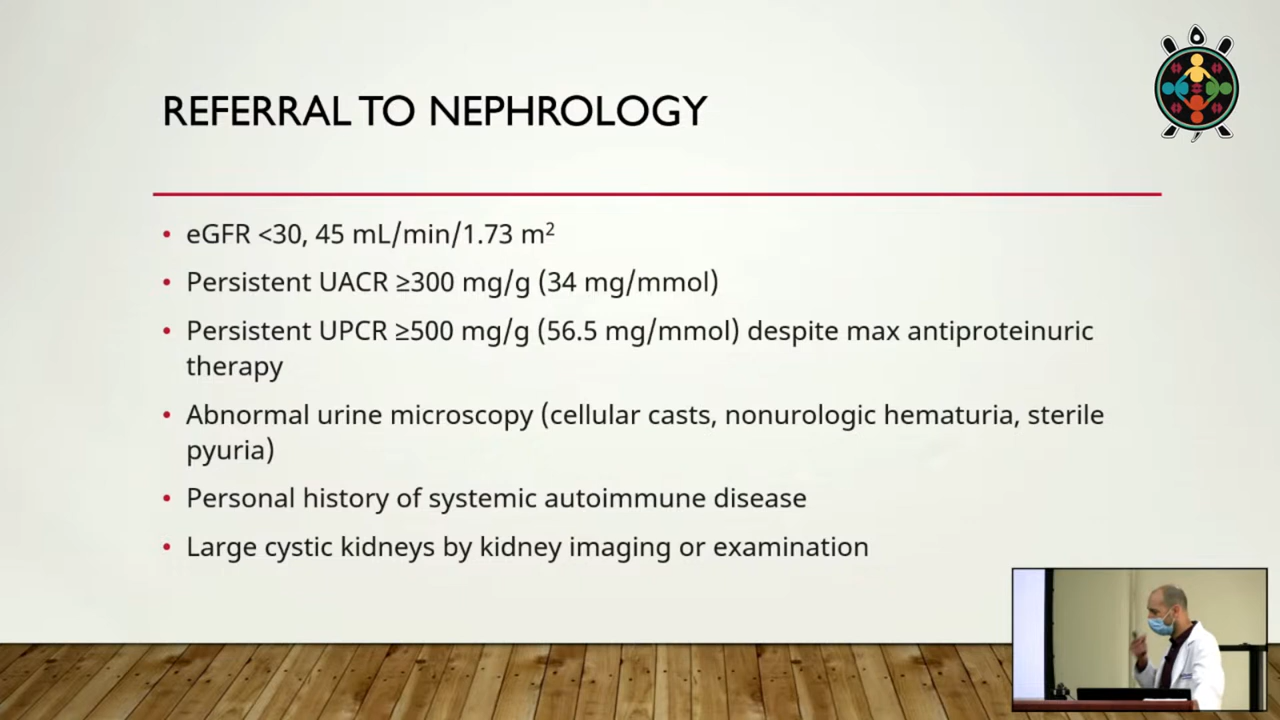 REFERRAL TO NEPHROLOGY
• eGFR <30, 45 mL/min/1.73 m²
• Persistent UACR ≥300 mg/g (34 mg/mmol)
• Persistent UPCR ≥500 mg/g (56.5 mg/mmol) despite max antiproteinuric
therapy
• Abnormal urine microscopy (cellular casts, nonurologic hematuria, sterile
pyuria)
• Personal history of systemic autoimmune disease
• Large cystic kidneys by kidney imaging or examination